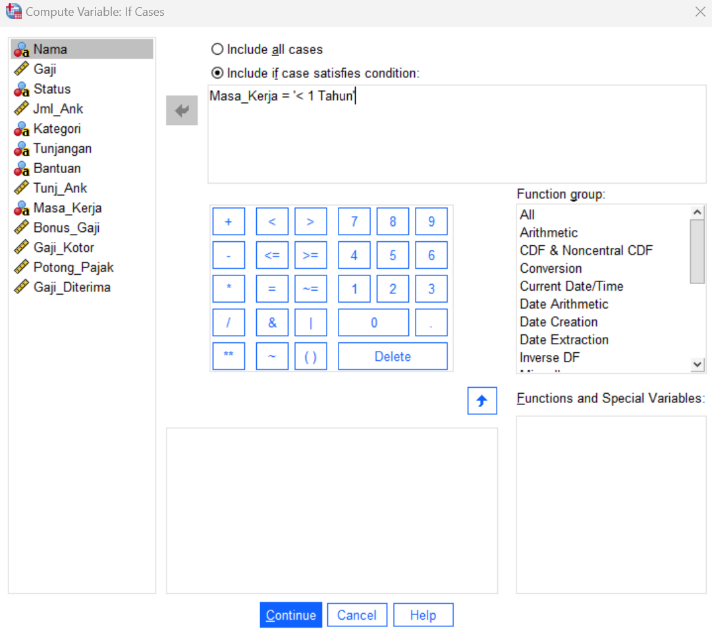 Compute Variable: If Cases
Nama
Gaji
Status
Jml_Ank
Kategori
Tunjangan
Bantuan
Tunj_Ank
Masa_Kerja
Bonus_Gaji
Gaji_Kotor
Potong_Pajak
Gaji_Diterima
Include all cases
Include if case satisfies condition:
Masa_Kerja = '< 1 Tahun'
+ < > 7 8 9
- <= >= 4 5 6
* = ~= 1 2 3
/ & | 0 .
** ~ ( ) Delete
Function group:
All
Arithmetic
CDF & Noncentral CDF
Conversion
Current Date/Time
Date Arithmetic
Date Creation
Date Extraction
Inverse DF
Functions and Special Variables:
Continue Cancel Help